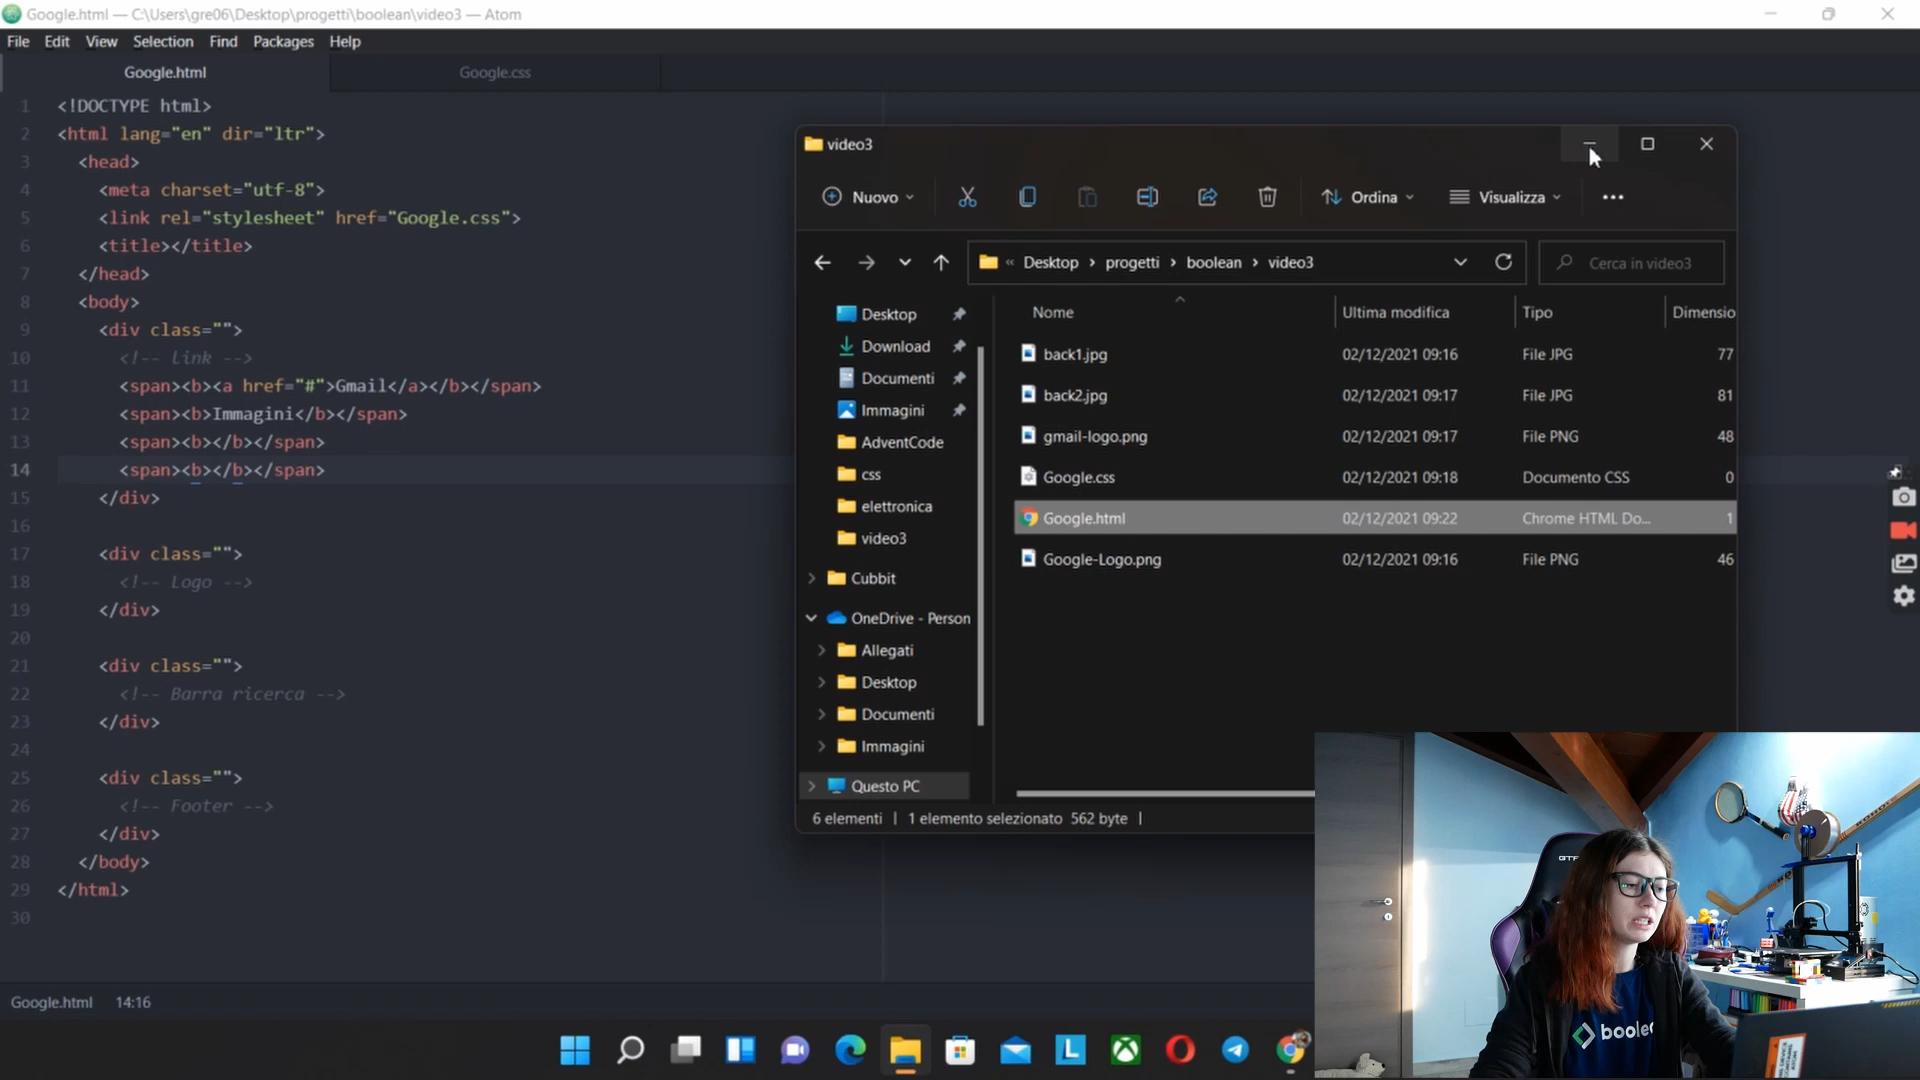 Google.html — C:\Users\gre06\Desktop\progetti\boolean\video3 — Atom
File Edit View Selection Find Packages Help
Google.html Google.css
1 <!DOCTYPE html>
2 <html lang="en" dir="ltr">
3 <head>
4 <meta charset="utf-8">
5 <link rel="stylesheet" href="Google.css">
6 <title></title>
7 </head>
8 <body>
9 <div class="">
10 <!-- link -->
11 <span><b><a href="#">Gmail</a></b></span>
12 <span><b>Immagini</b></span>
13 <span><b></b></span>
14 <span><b></b></span>
15 </div>
16
17 <div class="">
18 <!-- Logo -->
19 </div>
20
21 <div class="">
22 <!-- Barra ricerca -->
23 </div>
24
25 <div class="">
26 <!-- Footer -->
27 </div>
28 </body>
29 </html>
30
Google.html 14:16
video3
Nuovo Ordina Visualizza
« Desktop > progetti > boolean > video3 Cerca in video3
Desktop
Download
Documenti
Immagini
AdventCode
css
elettronica
video3
Cubbit
OneDrive - Person
Allegati
Desktop
Documenti
Immagini
Questo PC
Nome Ultima modifica Tipo Dimensio
back1.jpg 02/12/2021 09:16 File JPG 77
back2.jpg 02/12/2021 09:17 File JPG 81
gmail-logo.png 02/12/2021 09:17 File PNG 48
Google.css 02/12/2021 09:18 Documento CSS 0
Google.html 02/12/2021 09:22 Chrome HTML Do... 1
Google-Logo.png 02/12/2021 09:16 File PNG 46
6 elementi | 1 elemento selezionato 562 byte |
L
boolea